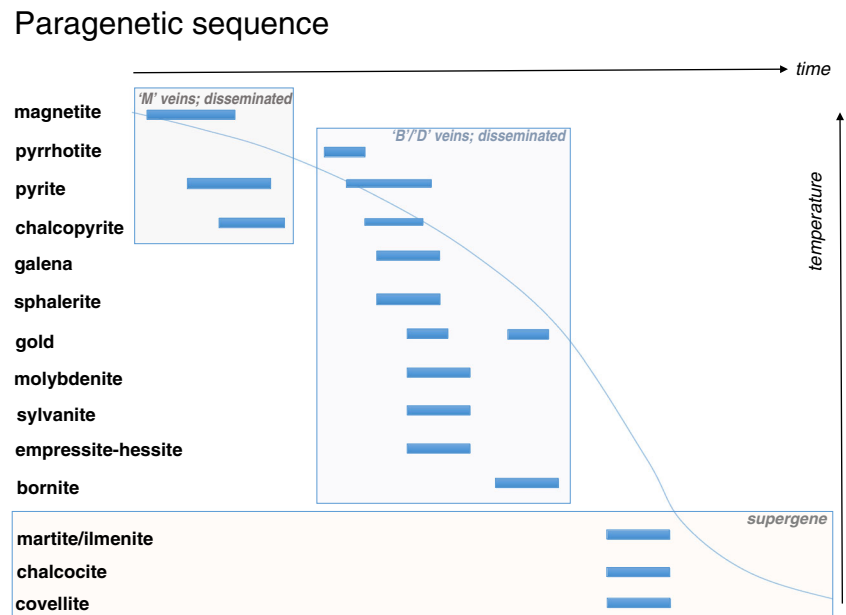 Paragenetic sequence
time
'M' veins; disseminated
magnetite
'B'/'D' veins; disseminated
pyrrhotite
pyrite
temperature
chalcopyrite
galena
sphalerite
gold
molybdenite
sylvanite
empressite-hessite
bornite
supergene
martite/ilmenite
chalcocite
covellite